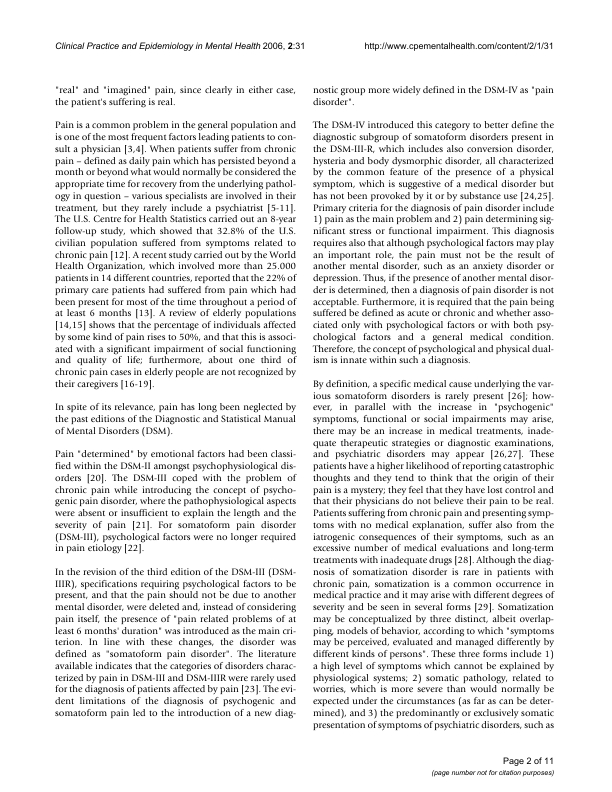 Clinical Practice and Epidemiology in Mental Health 2006, 2:31
http://www.cpementalhealth.com/content/2/1/31
"real" and "imagined" pain, since clearly in either case,
the patient's suffering is real.
Pain is a common problem in the general population and
is one of the most frequent factors leading patients to con-
sult a physician [3,4]. When patients suffer from chronic
pain – defined as daily pain which has persisted beyond a
month or beyond what would normally be considered the
appropriate time for recovery from the underlying pathol-
ogy in question – various specialists are involved in their
treatment, but they rarely include a psychiatrist [5-11].
The U.S. Centre for Health Statistics carried out an 8-year
follow-up study, which showed that 32.8% of the U.S.
civilian population suffered from symptoms related to
chronic pain [12]. A recent study carried out by the World
Health Organization, which involved more than 25.000
patients in 14 different countries, reported that the 22% of
primary care patients had suffered from pain which had
been present for most of the time throughout a period of
at least 6 months [13]. A review of elderly populations
[14,15] shows that the percentage of individuals affected
by some kind of pain rises to 50%, and that this is associ-
ated with a significant impairment of social functioning
and quality of life; furthermore, about one third of
chronic pain cases in elderly people are not recognized by
their caregivers [16-19].
In spite of its relevance, pain has long been neglected by
the past editions of the Diagnostic and Statistical Manual
of Mental Disorders (DSM).
Pain "determined" by emotional factors had been classi-
fied within the DSM-II amongst psychophysiological dis-
orders [20]. The DSM-III coped with the problem of
chronic pain while introducing the concept of psycho-
genic pain disorder, where the pathophysiological aspects
were absent or insufficient to explain the length and the
severity of pain [21]. For somatoform pain disorder
(DSM-III), psychological factors were no longer required
in pain etiology [22].
In the revision of the third edition of the DSM-III (DSM-
IIIR), specifications requiring psychological factors to be
present, and that the pain should not be due to another
mental disorder, were deleted and, instead of considering
pain itself, the presence of "pain related problems of at
least 6 months' duration" was introduced as the main cri-
terion. In line with these changes, the disorder was
defined as "somatoform pain disorder". The literature
available indicates that the categories of disorders charac-
terized by pain in DSM-III and DSM-IIIR were rarely used
for the diagnosis of patients affected by pain [23]. The evi-
dent limitations of the diagnosis of psychogenic and
somatoform pain led to the introduction of a new diag-
nostic group more widely defined in the DSM-IV as "pain
disorder".
The DSM-IV introduced this category to better define the
diagnostic subgroup of somatoform disorders present in
the DSM-III-R, which includes also conversion disorder,
hysteria and body dysmorphic disorder, all characterized
by the common feature of the presence of a physical
symptom, which is suggestive of a medical disorder but
has not been provoked by it or by substance use [24,25].
Primary criteria for the diagnosis of pain disorder include
1) pain as the main problem and 2) pain determining sig-
nificant stress or functional impairment. This diagnosis
requires also that although psychological factors may play
an important role, the pain must not be the result of
another mental disorder, such as an anxiety disorder or
depression. Thus, if the presence of another mental disor-
der is determined, then a diagnosis of pain disorder is not
acceptable. Furthermore, it is required that the pain being
suffered be defined as acute or chronic and whether asso-
ciated only with psychological factors or with both psy-
chological factors and a general medical condition.
Therefore, the concept of psychological and physical dual-
ism is innate within such a diagnosis.
By definition, a specific medical cause underlying the var-
ious somatoform disorders is rarely present [26]; how-
ever, in parallel with the increase in "psychogenic"
symptoms, functional or social impairments may arise,
there may be an increase in medical treatments, inade-
quate therapeutic strategies or diagnostic examinations,
and psychiatric disorders may appear [26,27]. These
patients have a higher likelihood of reporting catastrophic
thoughts and they tend to think that the origin of their
pain is a mystery; they feel that they have lost control and
that their physicians do not believe their pain to be real.
Patients suffering from chronic pain and presenting symp-
toms with no medical explanation, suffer also from the
iatrogenic consequences of their symptoms, such as an
excessive number of medical evaluations and long-term
treatments with inadequate drugs [28]. Although the diag-
nosis of somatization disorder is rare in patients with
chronic pain, somatization is a common occurrence in
medical practice and it may arise with different degrees of
severity and be seen in several forms [29]. Somatization
may be conceptualized by three distinct, albeit overlap-
ping, models of behavior, according to which "symptoms
may be perceived, evaluated and managed differently by
different kinds of persons". These three forms include 1)
a high level of symptoms which cannot be explained by
physiological systems; 2) somatic pathology, related to
worries, which is more severe than would normally be
expected under the circumstances (as far as can be deter-
mined), and 3) the predominantly or exclusively somatic
presentation of symptoms of psychiatric disorders, such as
Page 2 of 11
(page number not for citation purposes)